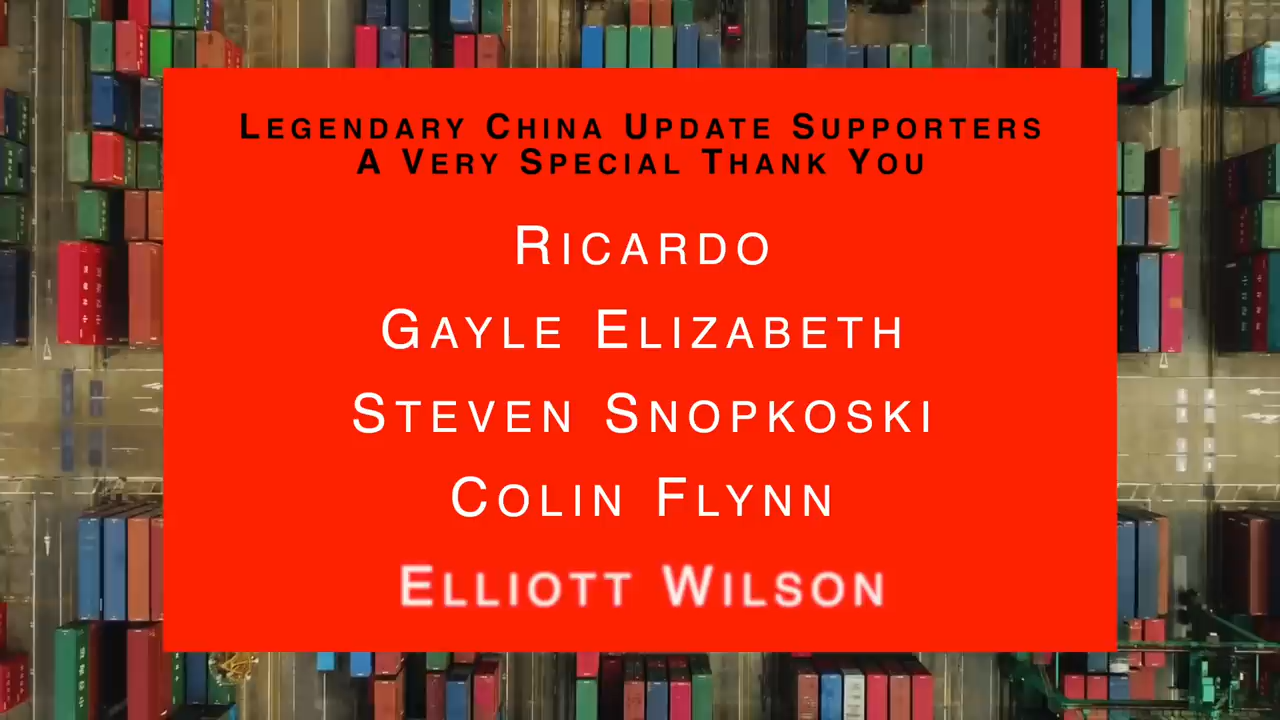 Legendary China Update Supporters
A Very Special Thank You
Ricardo
Gayle Elizabeth
Steven Snopkoski
Colin Flynn
Elliott Wilson